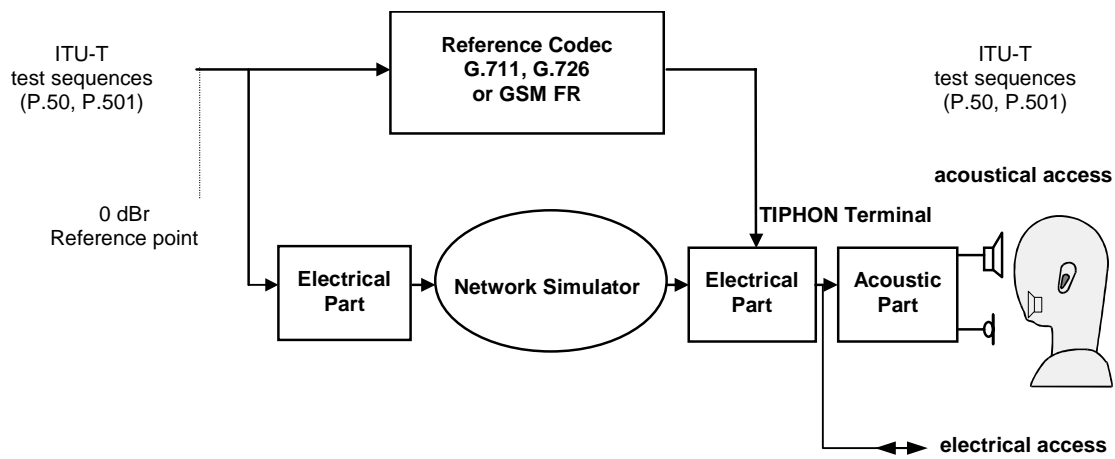 ITU-T
test sequences
(P.50, P.501)
Reference Codec
G.711, G.726
or GSM FR
ITU-T
test sequences
(P.50, P.501)
acoustical access
0 dBr
Reference point
TIPHON Terminal
Electrical
Part
Network Simulator
Electrical
Part
Acoustic
Part
electrical access